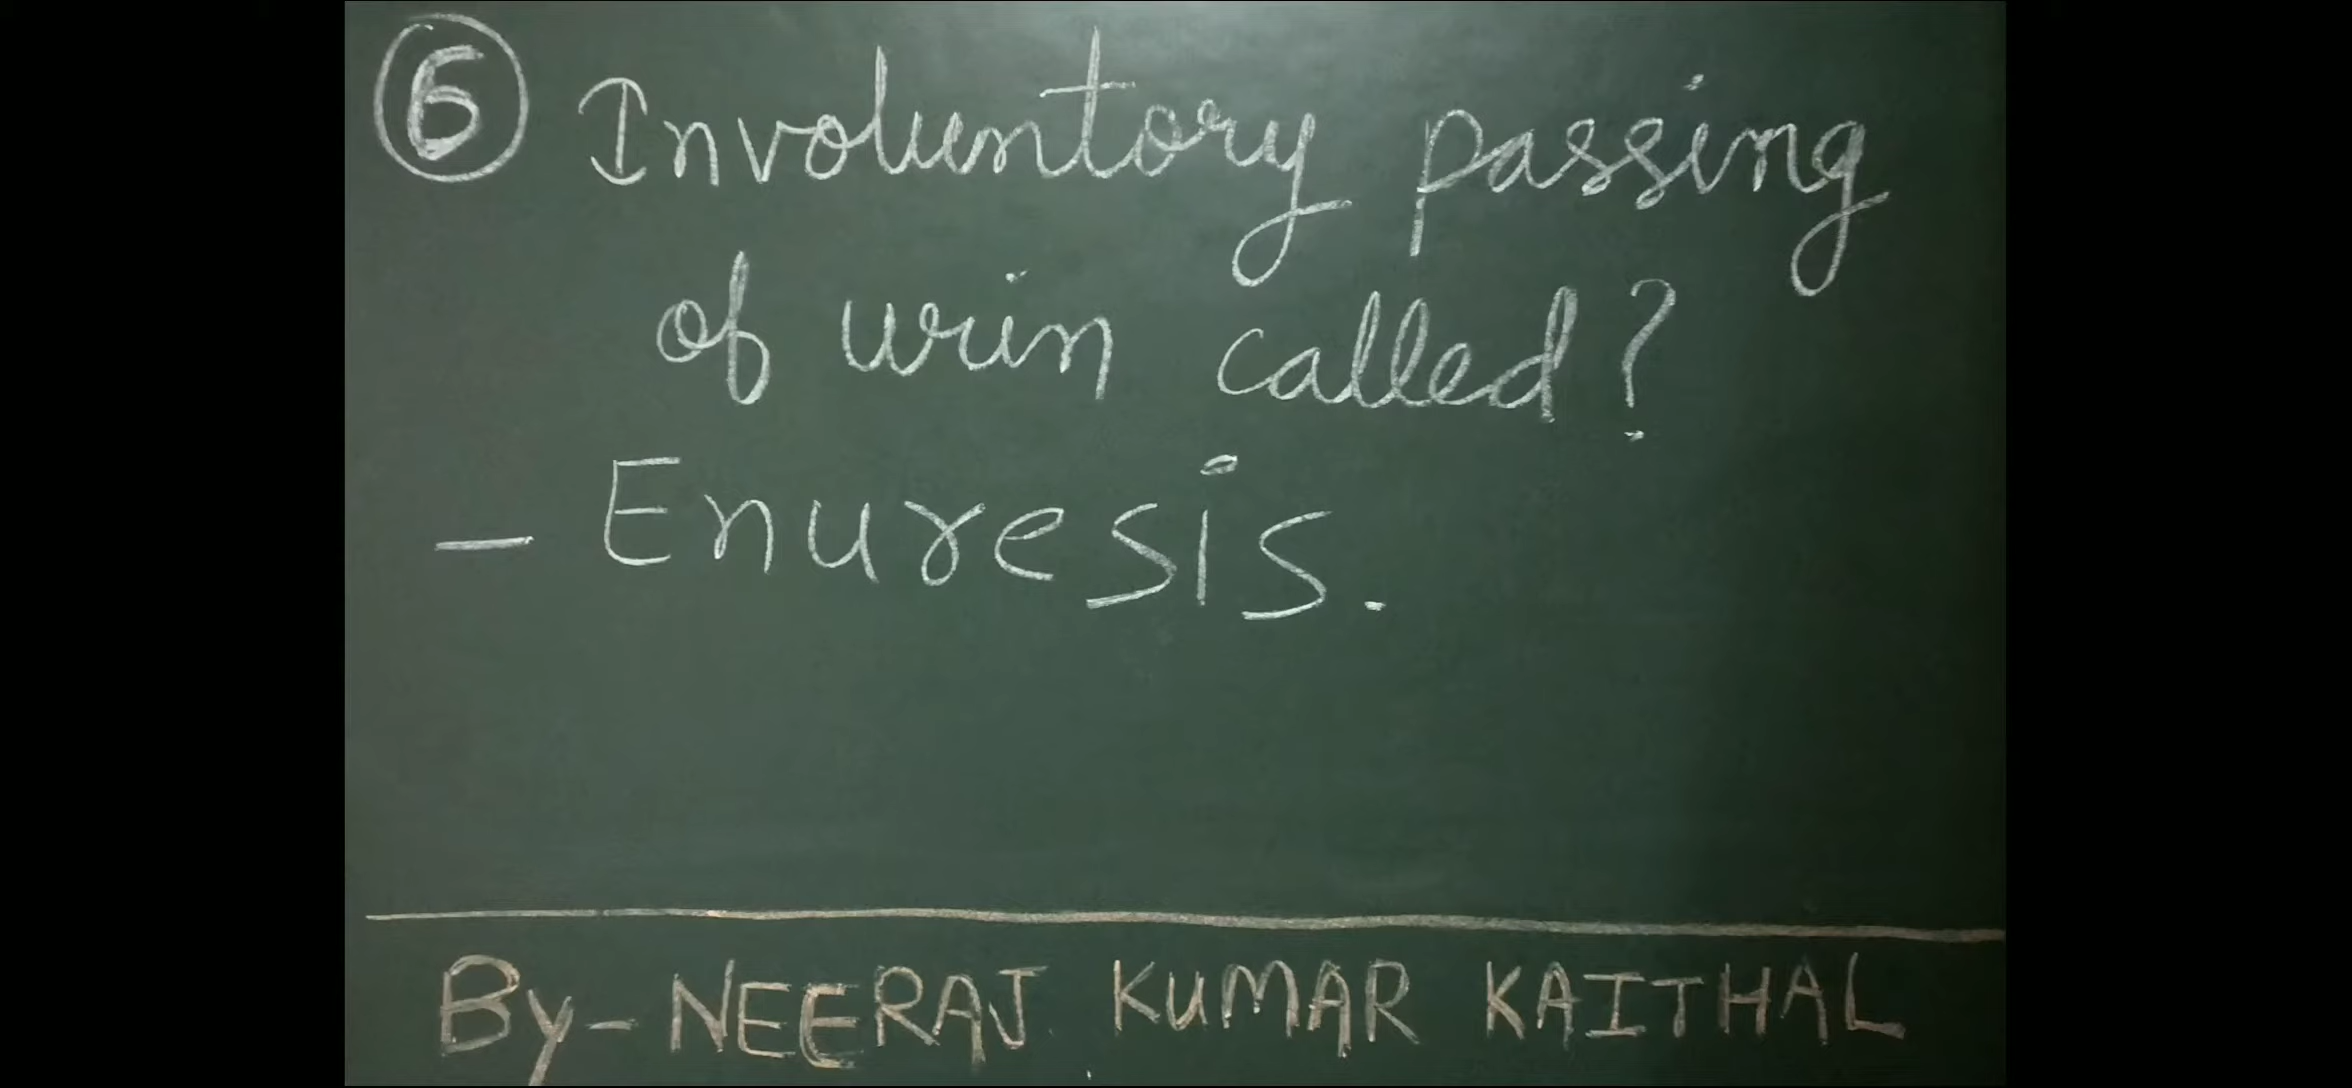 6 Involuntory passing
of urin called?
- Enuresis.
By- NEERAJ KUMAR KAITHAL